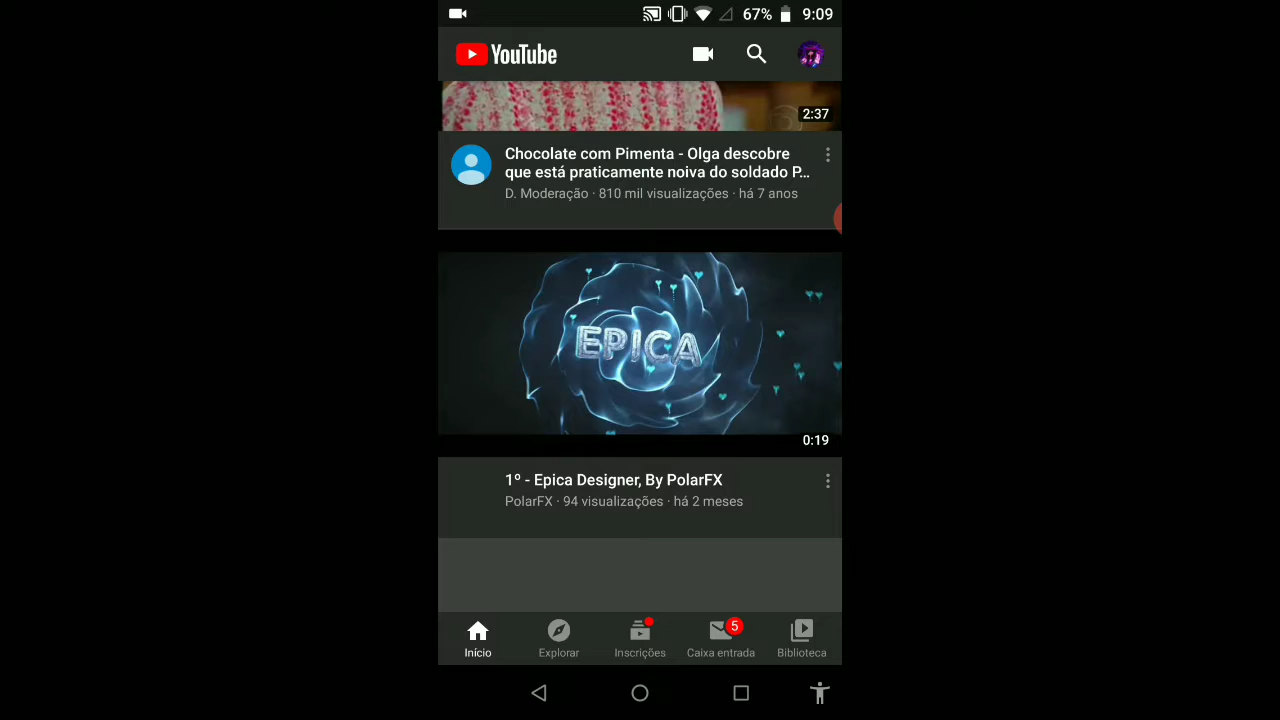 67% 9:09
YouTube
2:37
Chocolate com Pimenta - Olga descobre
que está praticamente noiva do soldado P...
D. Moderação · 810 mil visualizações · há 7 anos
EPICA
0:19
1º - Epica Designer, By PolarFX
PolarFX · 94 visualizações · há 2 meses
5
Início Explorar Inscrições Caixa entrada Biblioteca